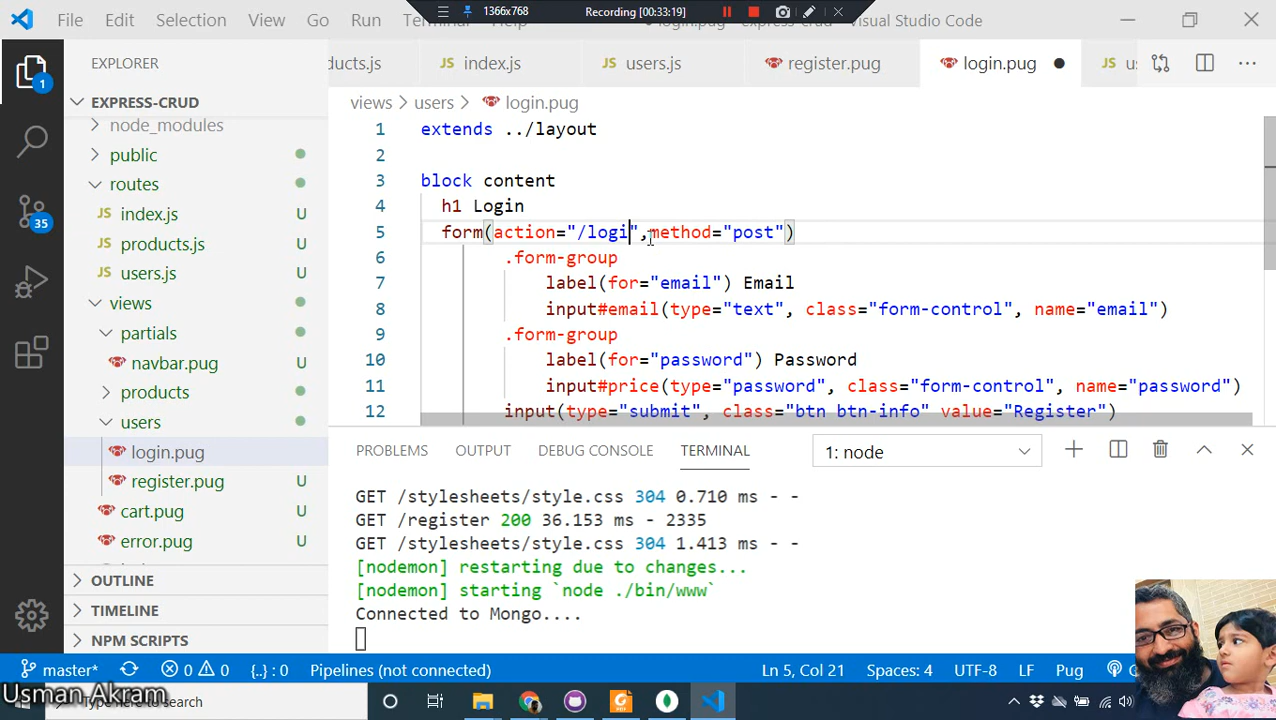 1366x768 Recording [00:33:19]
File Edit Selection View Go Run Terminal login.pug - express-crud - Visual Studio Code
EXPLORER
EXPRESS-CRUD
node_modules
public
routes
index.js U
products.js U
users.js U
views
partials
navbar.pug U
products
users
login.pug
register.pug U
cart.pug U
error.pug U
OUTLINE
TIMELINE
NPM SCRIPTS
1
35
ducts.js index.js users.js register.pug login.pug us
views users login.pug
1 extends ../layout
2
3 block content
4 h1 Login
5 form(action="/logi",method="post")
6 .form-group
7 label(for="email") Email
8 input#email(type="text", class="form-control", name="email")
9 .form-group
10 label(for="password") Password
11 input#price(type="password", class="form-control", name="password")
12 input(type="submit", class="btn btn-info" value="Register")
PROBLEMS OUTPUT DEBUG CONSOLE TERMINAL 1: node
GET /stylesheets/style.css 304 0.710 ms - -
GET /register 200 36.153 ms - 2335
GET /stylesheets/style.css 304 1.413 ms - -
[nodemon] restarting due to changes...
[nodemon] starting `node ./bin/www`
Connected to Mongo....
master* 0 0 {..} : 0 Pipelines (not connected) Ln 5, Col 21 Spaces: 4 UTF-8 LF Pug
Usman Akram
Type here to search